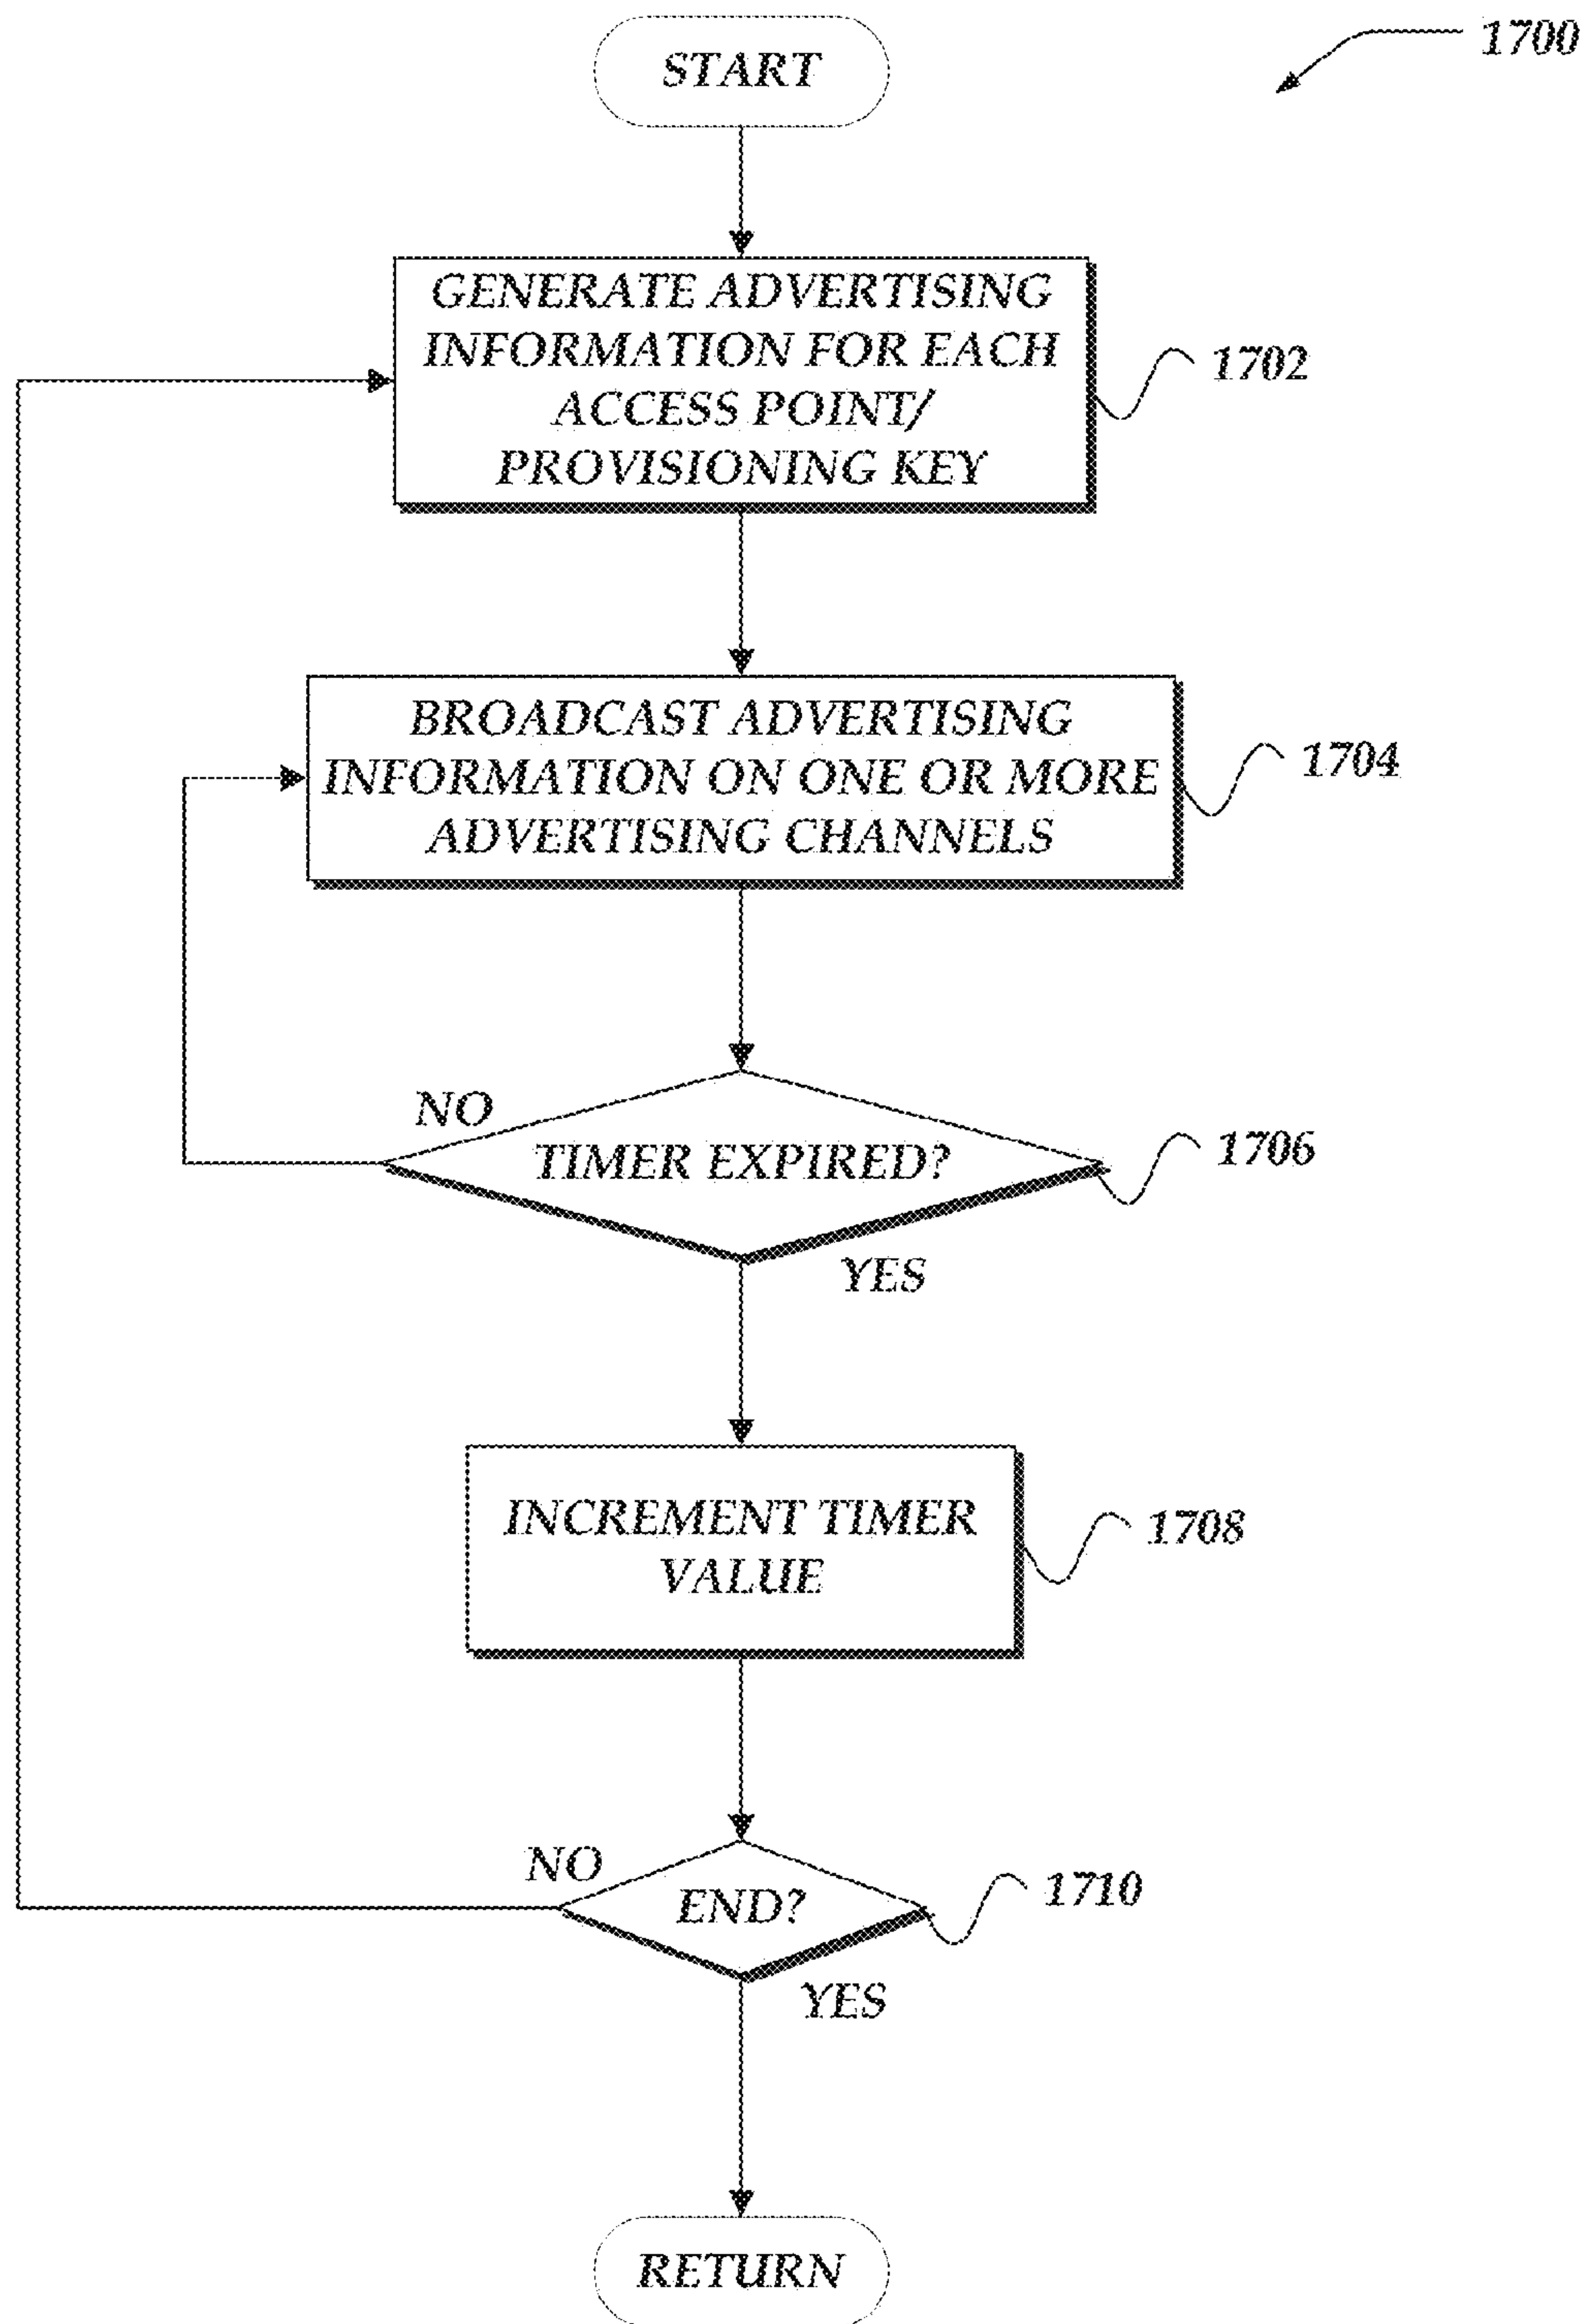 1700
START
GENERATE ADVERTISING
INFORMATION FOR EACH
ACCESS POINT/
PROVISIONING KEY
1702
BROADCAST ADVERTISING
INFORMATION ON ONE OR MORE
ADVERTISING CHANNELS
1704
NO
TIMER EXPIRED?
1706
YES
INCREMENT TIMER
VALUE
1708
NO
END?
1710
YES
RETURN